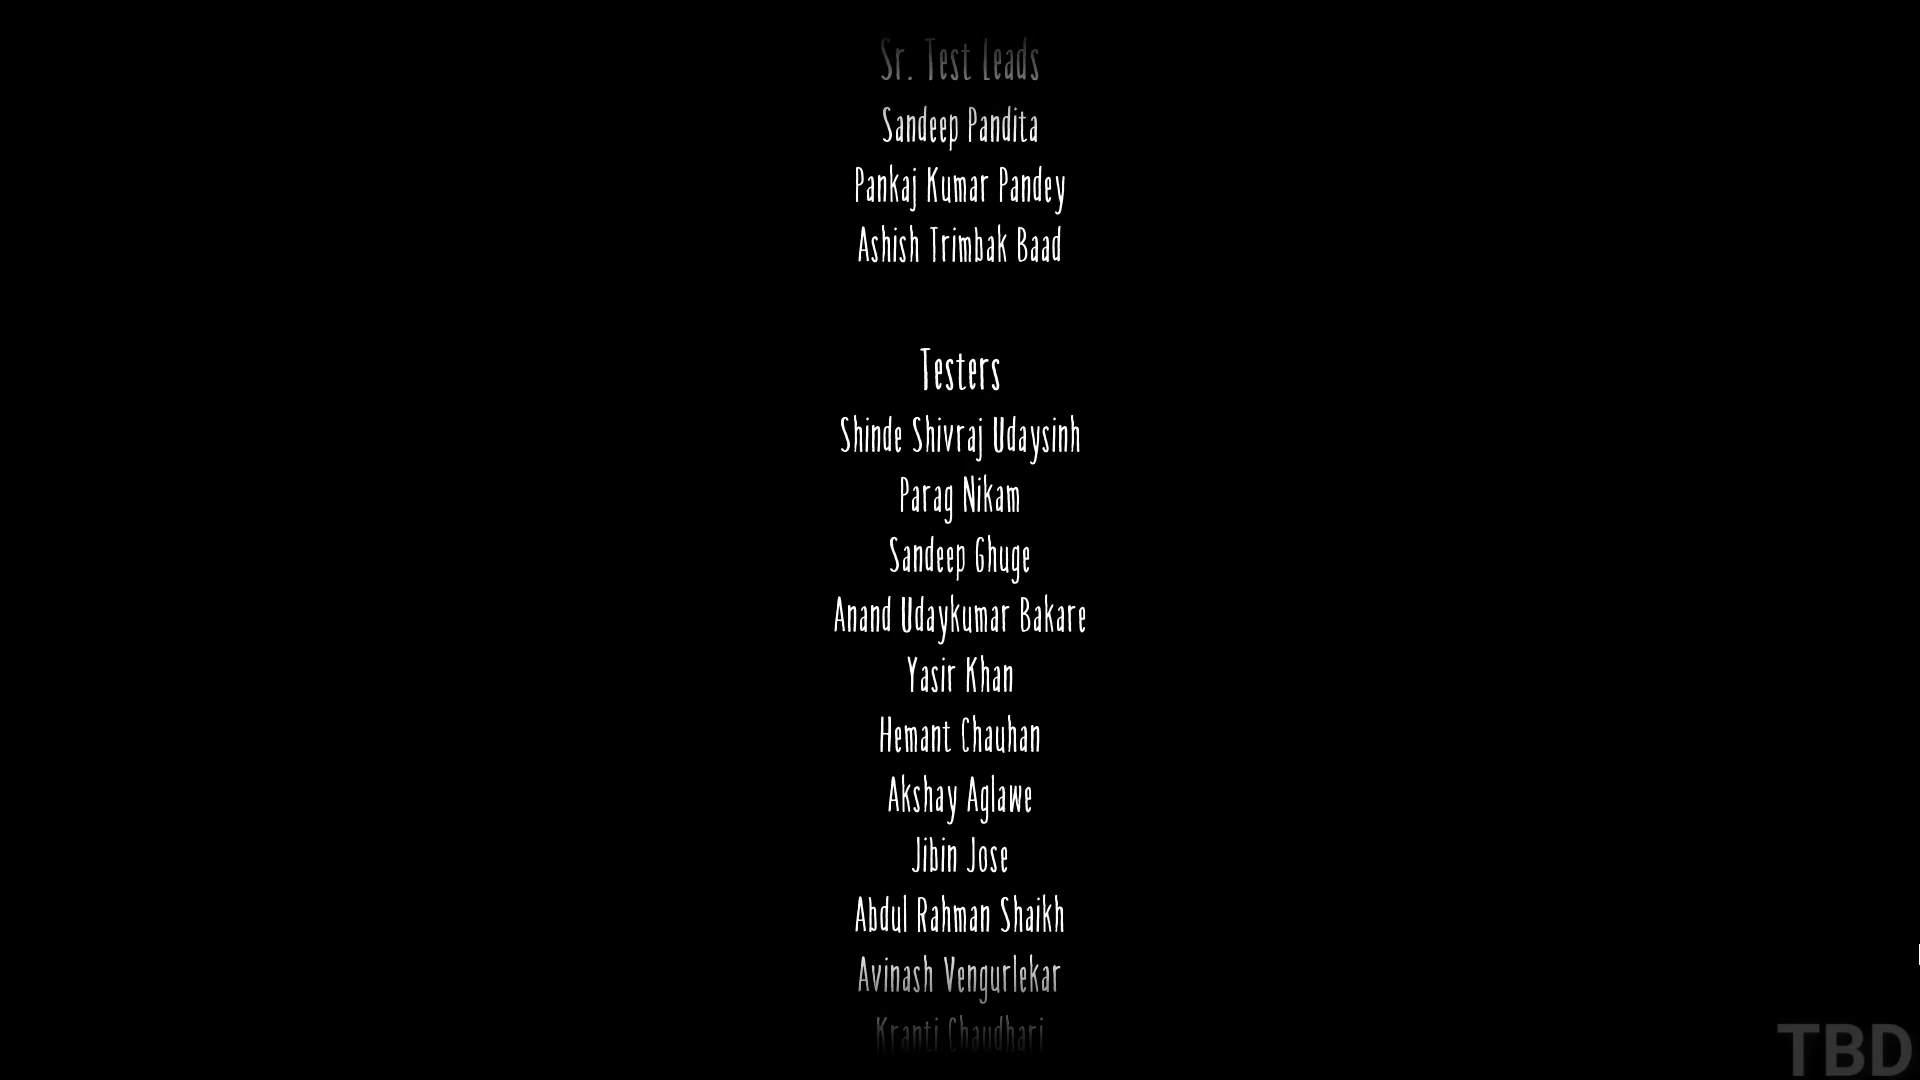 Sr. Test Leads
Sandeep Pandita
Pankaj Kumar Pandey
Ashish Trimbak Baad
Testers
Shinde Shivraj Udaysinh
Parag Nikam
Sandeep Ghuge
Anand Udaykumar Bakare
Yasir Khan
Hemant Chauhan
Akshay Aglawe
Jibin Jose
Abdul Rahman Shaikh
Avinash Vengurlekar
Kranti Chaudhari
TBD